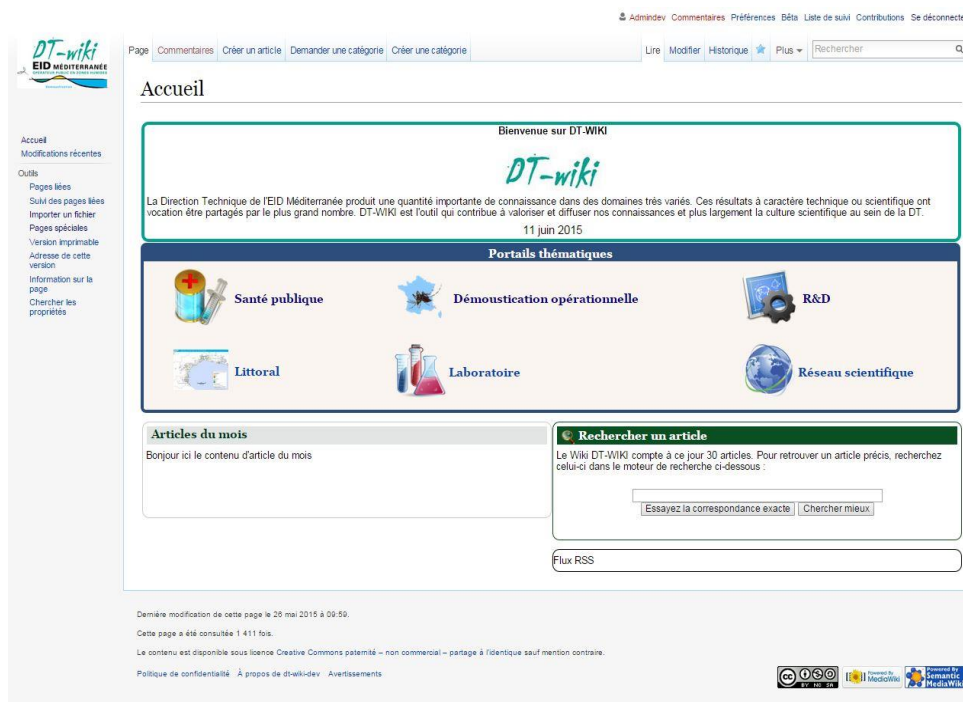 Admindev Commentaires Préférences Bêta Liste de suivi Contributions Se déconnecte
DT-wiki
EID MÉDITERRANÉE
Page Commentaires Créer un article Demander une catégorie Créer une catégorie Lire Modifier Historique Plus Rechercher
Accueil
Accueil
Modifications récentes
Outils
Pages liées
Suivi des pages liées
Importer un fichier
Pages spéciales
Version imprimable
Adresse de cette
version
Information sur la
page
Chercher les
propriétés
Bienvenue sur DT-WIKI
DT-wiki
La Direction Technique de l'EID Méditerranée produit une quantité importante de connaissance dans des domaines très variés. Ces résultats à caractère technique ou scientifique ont
vocation être partagés par le plus grand nombre. DT-WIKI est l'outil qui contribue à valoriser et diffuser nos connaissances et plus largement la culture scientifique au sein de la DT.
11 juin 2015
Portails thématiques
Santé publique Démoustication opérationnelle R&D
Littoral Laboratoire Réseau scientifique
Articles du mois
Bonjour ici le contenu d'article du mois
Rechercher un article
Le Wiki DT-WIKI compte à ce jour 30 articles. Pour retrouver un article précis, recherchez
celui-ci dans le moteur de recherche ci-dessous :
Essayez la correspondance exacte Chercher mieux
Flux RSS
Dernière modification de cette page le 26 mai 2015 à 09:59.
Cette page a été consultée 1 411 fois.
Le contenu est disponible sous licence Creative Commons paternité – non commercial – partage à l'identique sauf mention contraire.
Politique de confidentialité À propos de dt-wiki-dev Avertissements
CC BY NC SA
Powered By
MediaWiki
Powered By
Semantic
MediaWiki